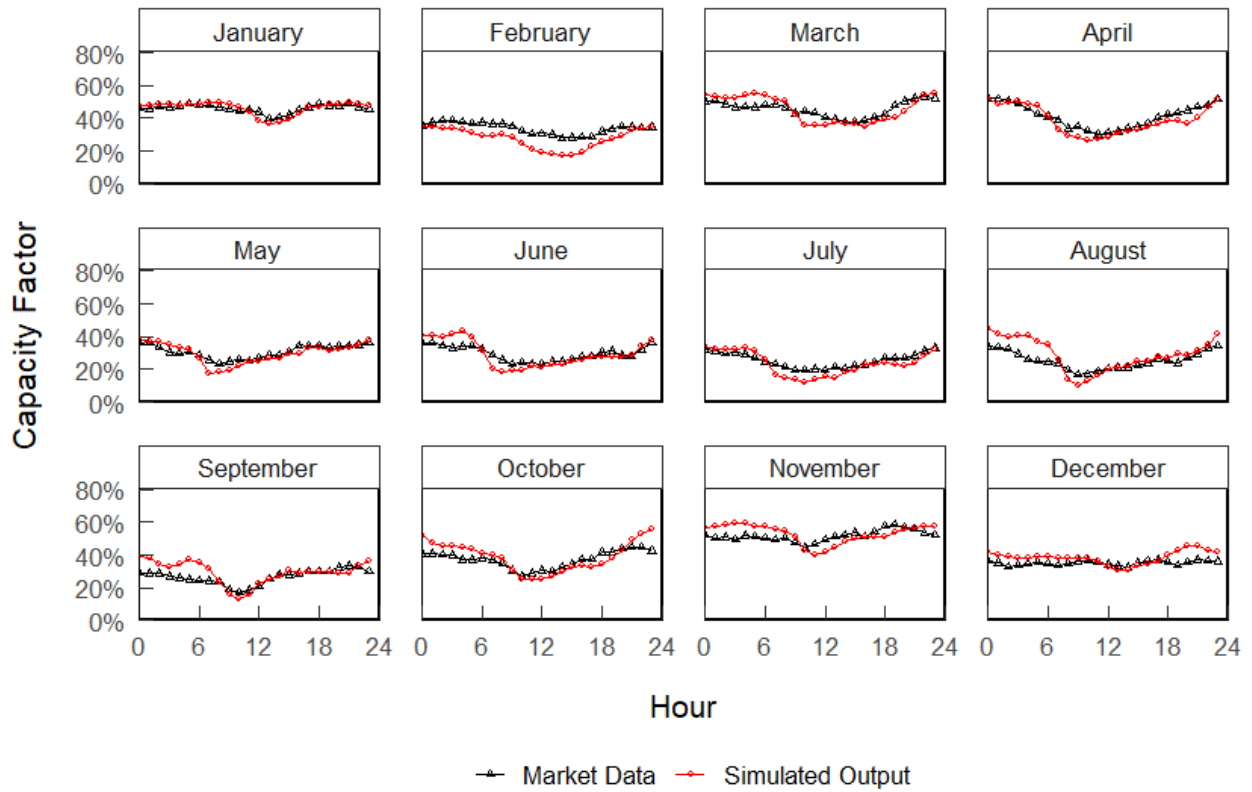 January February March April
80%
60%
40%
20%
0%
May June July August
80%
60%
40%
20%
0%
September October November December
80%
60%
40%
20%
0%
0 6 12 18 24 0 6 12 18 24 0 6 12 18 24 0 6 12 18 24
Capacity Factor
Hour
Market Data Simulated Output